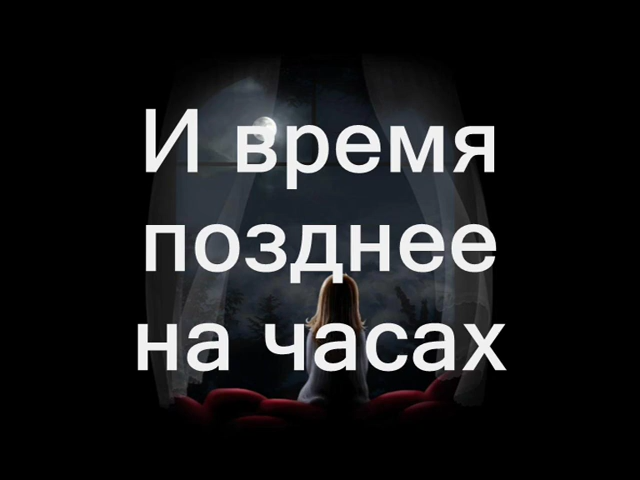 И время
позднее
на часах